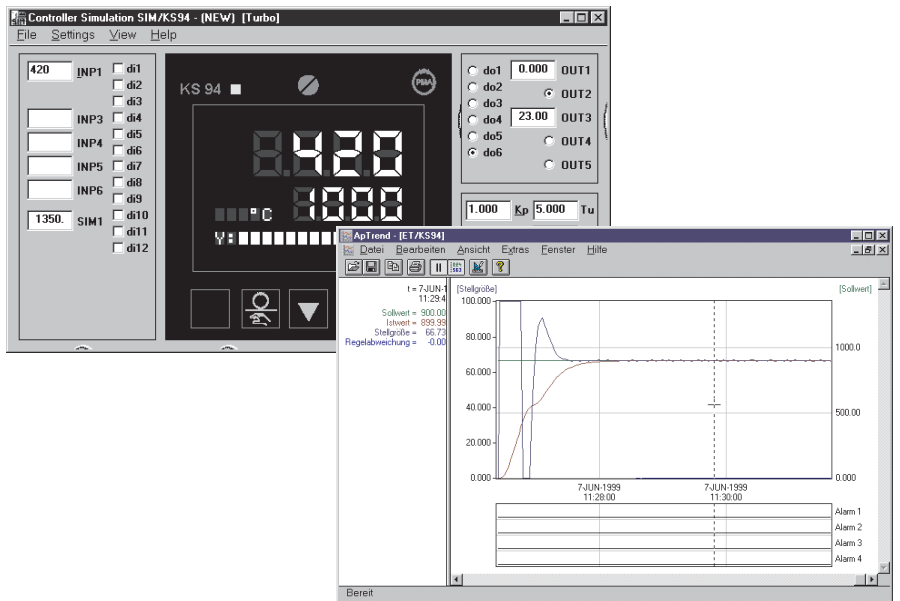 Controller Simulation SIM/KS94 - (NEW) [Turbo]
File Settings View Help
420 INP1
INP3
INP4
INP5
INP6
1350. SIM1
di1
di2
di3
di4
di5
di6
di7
di8
di9
di10
di11
di12
KS 94
PMA
420
1000
°C
Y:
do1
do2
do3
do4
do5
do6
0.000 OUT1
OUT2
23.00 OUT3
OUT4
OUT5
1.000 Kp 5.000 Tu
ApTrend - [ET/KS94]
Datei Bearbeiten Ansicht Extras Fenster Hilfe
t = 7-JUN-1
11:29:4
Sollwert = 900.00
Istwert = 899.99
Stellgröße = 66.73
Regelabweichung = -0.00
[Stellgröße] [Sollwert]
100.000
80.000
60.000
40.000
20.000
0.000
1000.0
500.00
0.000
7-JUN-1999 7-JUN-1999
11:28:00 11:30:00
Alarm 1
Alarm 2
Alarm 3
Alarm 4
Bereit